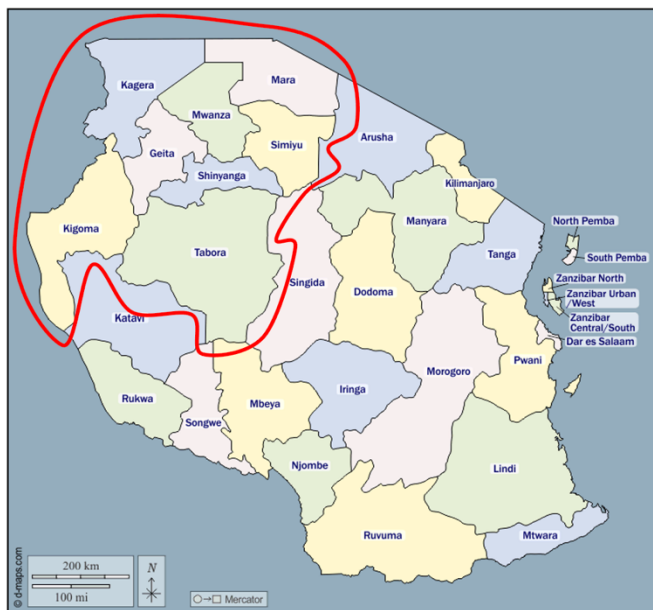 Kagera
Mara
Mwanza
Arusha
Geita
Simiyu
Shinyanga
Kilimanjaro
Kigoma
Manyara
North Pemba
Tabora
Tanga
South Pemba
Singida
Dodoma
Zanzibar North
Zanzibar Urban
/West
Katavi
Zanzibar
Central/South
Dar es Salaam
Morogoro
Pwani
Rukwa
Mbeya
Iringa
Songwe
Njombe
Lindi
Ruvuma
Mtwara
200 km
100 mi
N
Mercator
© d-maps.com